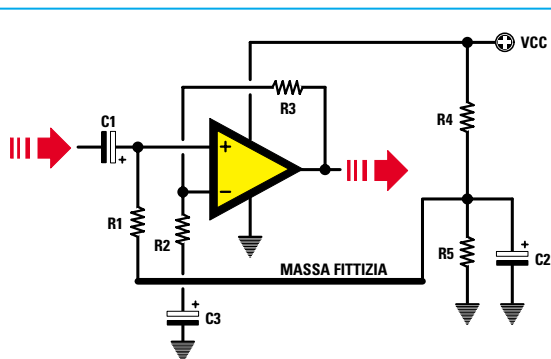 VCC
C1
+
R3
R4
+
−
R1
R2
R5
+
C2
MASSA FITTIZIA
+
C3